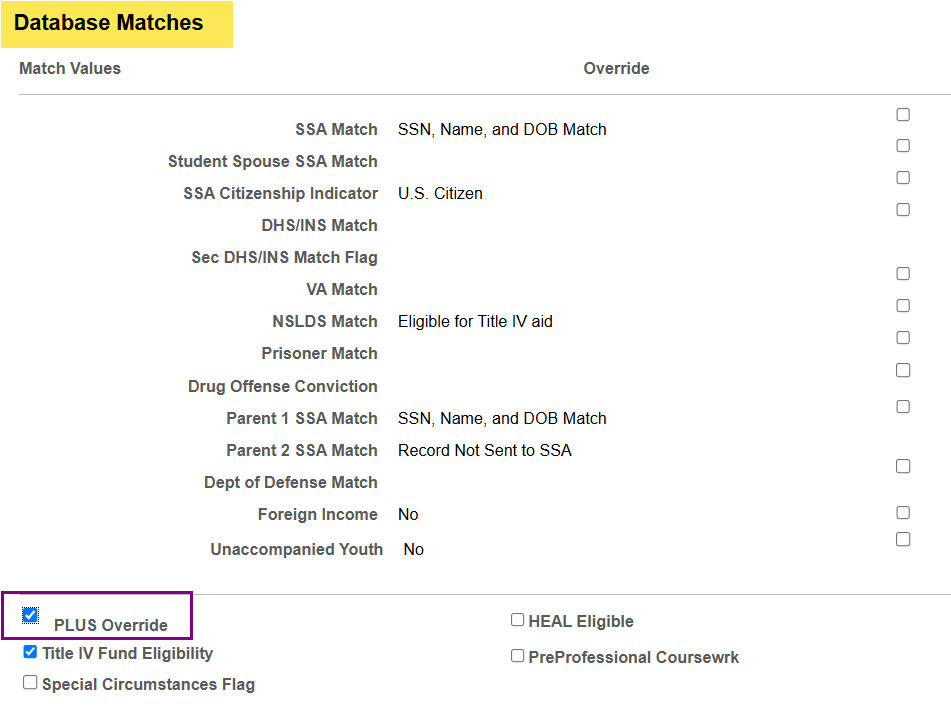 Database Matches
Match Values Override
SSA Match SSN, Name, and DOB Match
Student Spouse SSA Match
SSA Citizenship Indicator U.S. Citizen
DHS/INS Match
Sec DHS/INS Match Flag
VA Match
NSLDS Match Eligible for Title IV aid
Prisoner Match
Drug Offense Conviction
Parent 1 SSA Match SSN, Name, and DOB Match
Parent 2 SSA Match Record Not Sent to SSA
Dept of Defense Match
Foreign Income No
Unaccompanied Youth No
PLUS Override HEAL Eligible
Title IV Fund Eligibility PreProfessional Coursewrk
Special Circumstances Flag